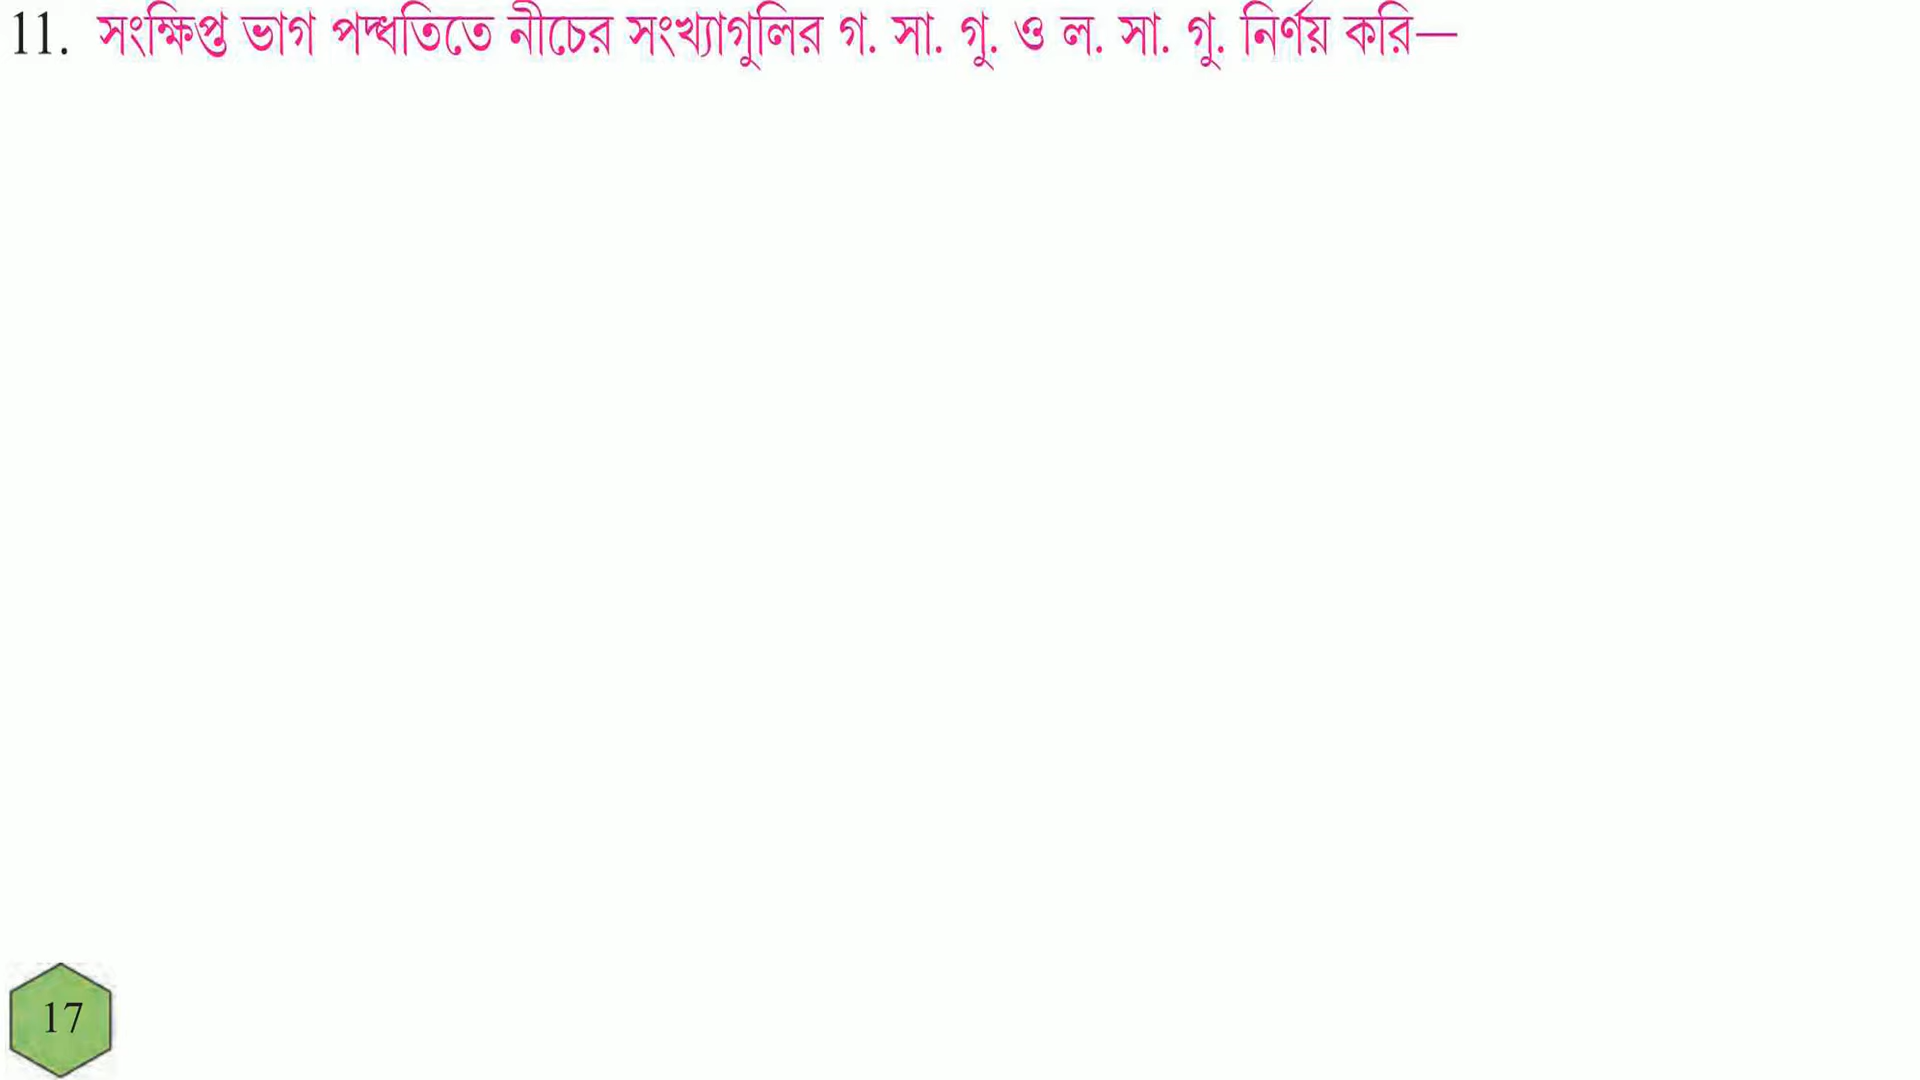 11. সংক্ষিপ্ত ভাগ পদ্ধতিতে নীচের সংখ্যাগুলির গ. সা. গু. ও ল. সা. গু. নির্ণয় করি—
17